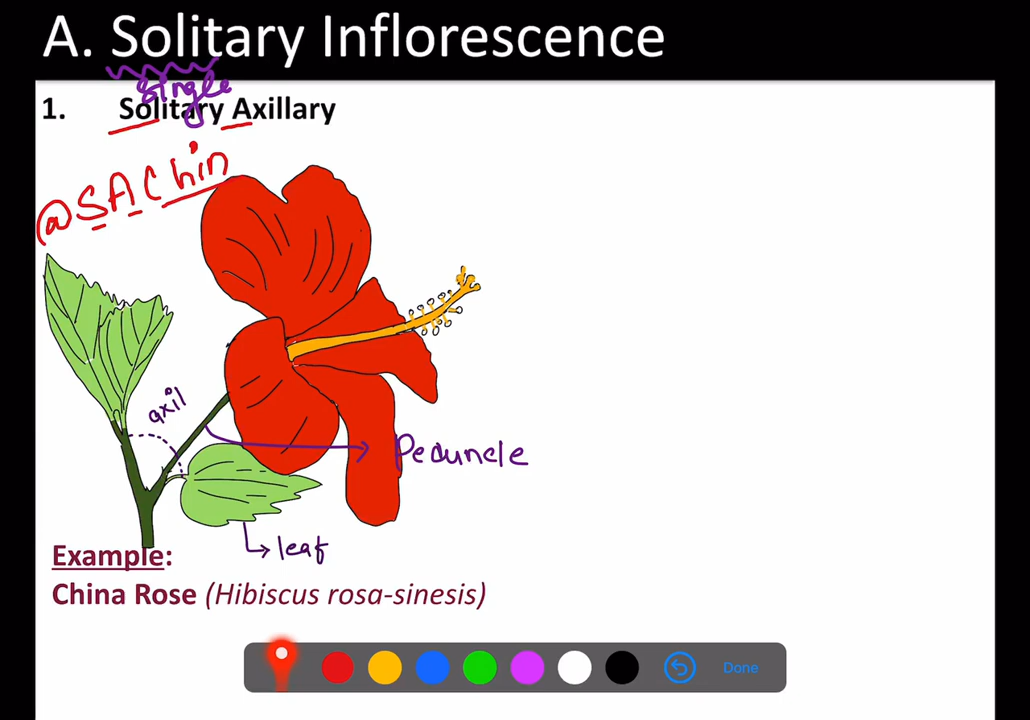 A. Solitary Inflorescence
single
1. Solitary Axillary
@SAChin
axil
Peduncle
leaf
Example:
China Rose (Hibiscus rosa-sinesis)
Done